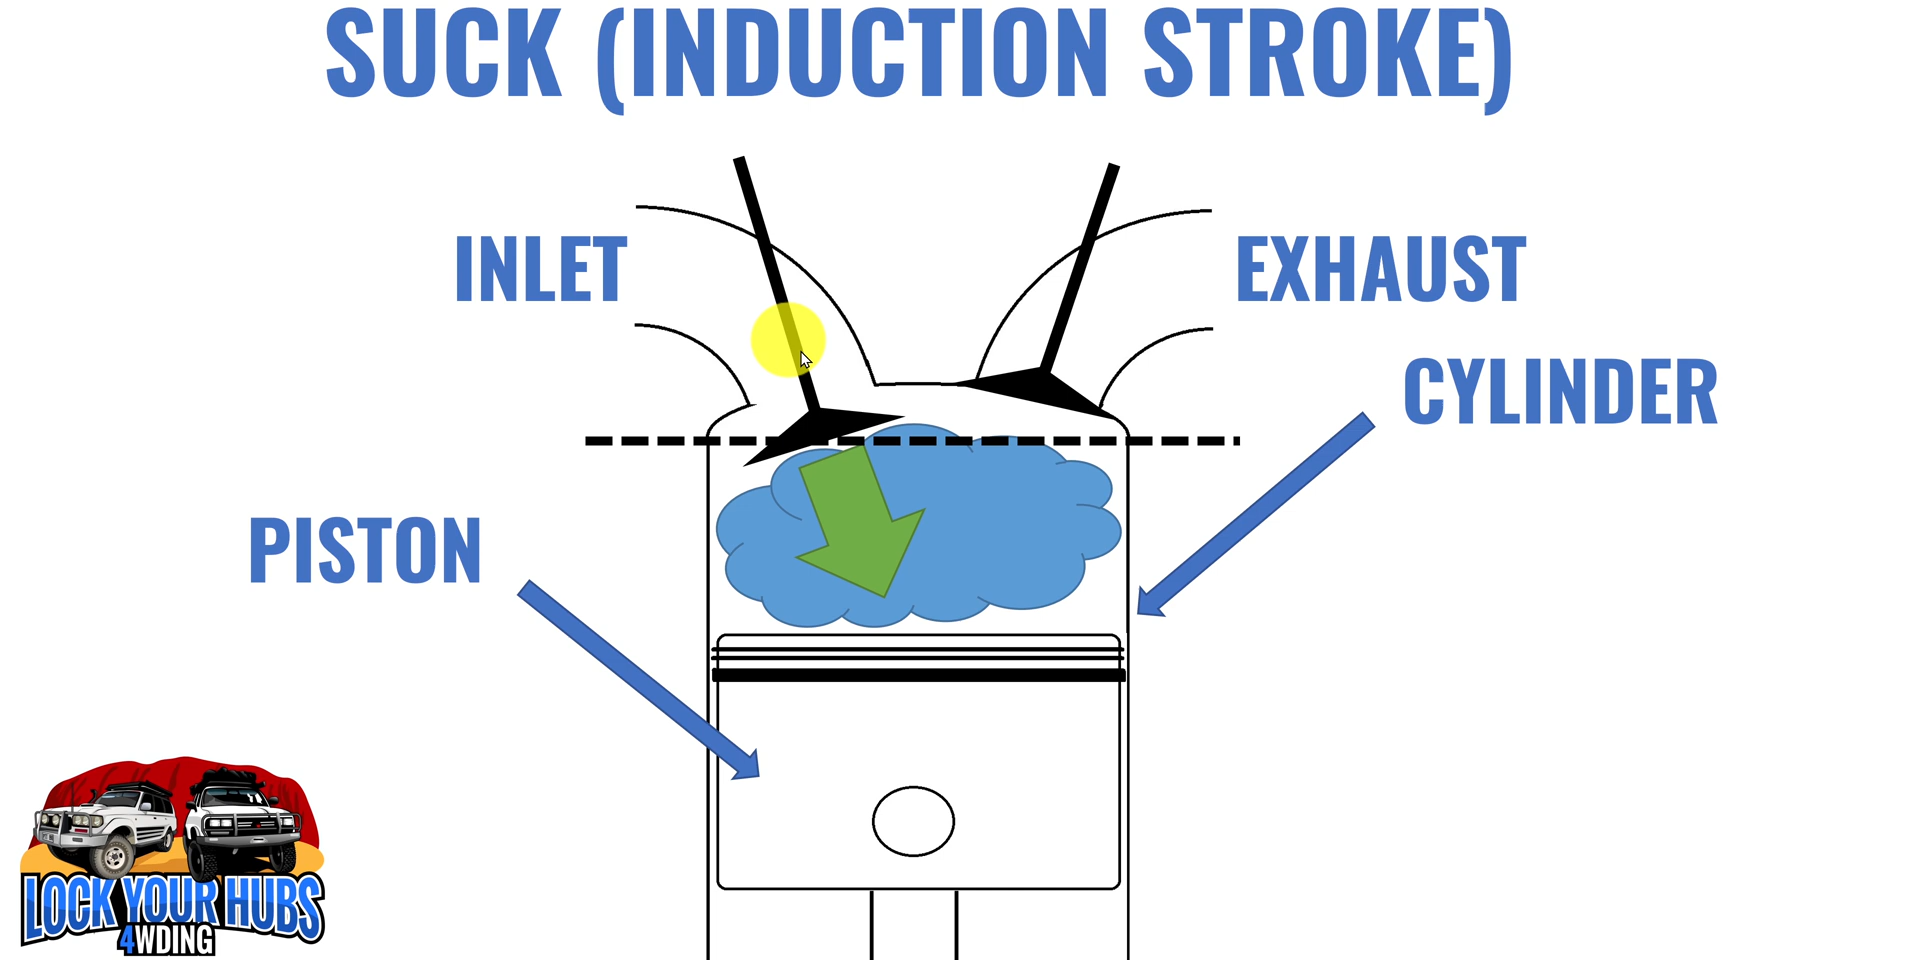 SUCK (INDUCTION STROKE)
INLET
EXHAUST
CYLINDER
PISTON
LOCK YOUR HUBS
4WDING